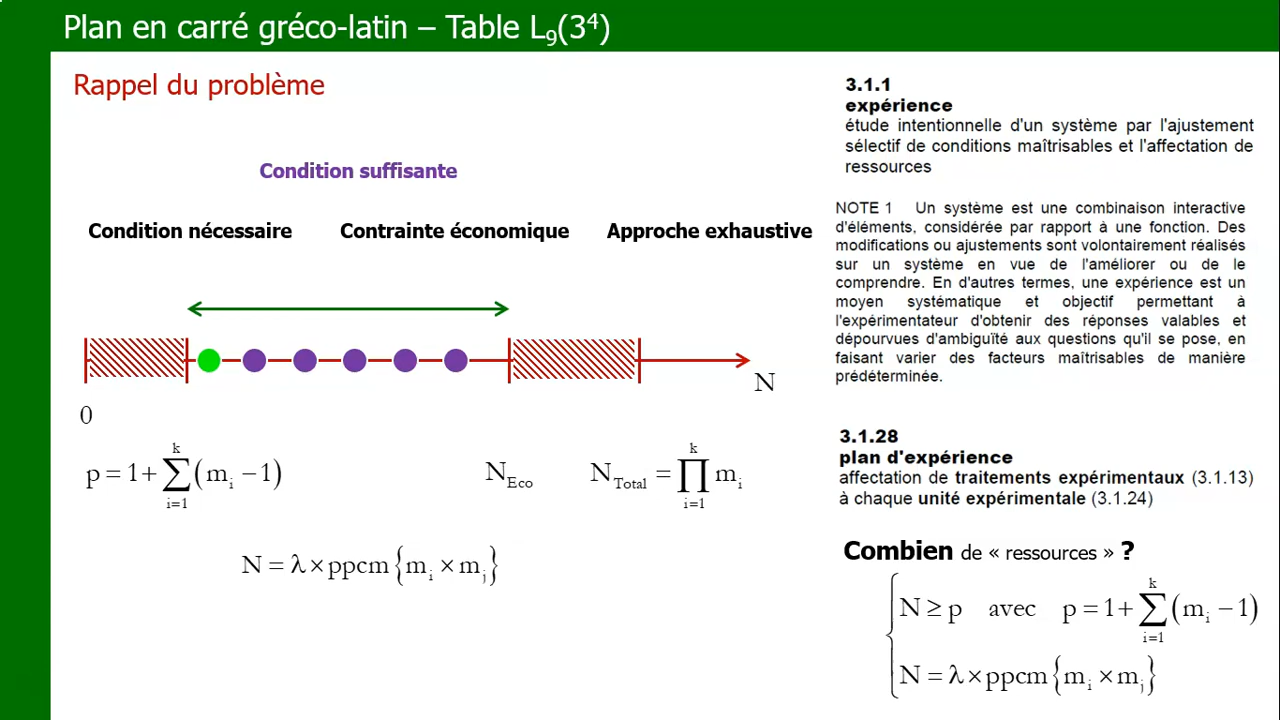 Plan en carré gréco-latin – Table L₉(3⁴)
Rappel du problème
Condition suffisante
Condition nécessaire
Contrainte économique
Approche exhaustive
N
0
p = 1 + ∑_{i=1}^{k} (m_i − 1)
N_Eco
N_Total = ∏_{i=1}^{k} m_i
N = λ × ppcm {m_i × m_j}
3.1.1
expérience
étude intentionnelle d'un système par l'ajustement
sélectif de conditions maîtrisables et l'affectation de
ressources
NOTE 1 Un système est une combinaison interactive
d'éléments, considérée par rapport à une fonction. Des
modifications ou ajustements sont volontairement réalisés
sur un système en vue de l'améliorer ou de le
comprendre. En d'autres termes, une expérience est un
moyen systématique et objectif permettant à
l'expérimentateur d'obtenir des réponses valables et
dépourvues d'ambiguïté aux questions qu'il se pose, en
faisant varier des facteurs maîtrisables de manière
prédéterminée.
3.1.28
plan d'expérience
affectation de traitements expérimentaux (3.1.13)
à chaque unité expérimentale (3.1.24)
Combien de « ressources » ?
N ≥ p avec p = 1 + ∑_{i=1}^{k} (m_i − 1)
N = λ × ppcm {m_i × m_j}